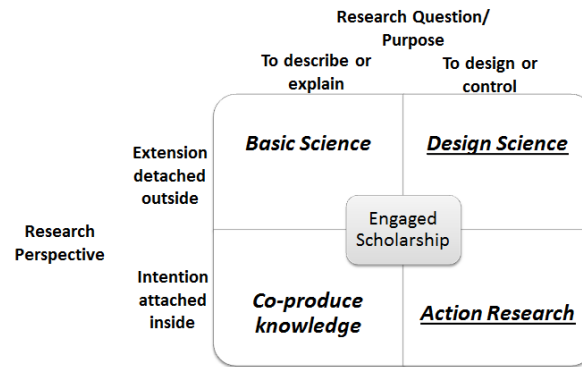 Research Question/
Purpose
To describe or
explain
To design or
control
Extension
detached
outside
Basic Science
Design Science
Research
Perspective
Engaged
Scholarship
Intention
attached
inside
Co-produce
knowledge
Action Research